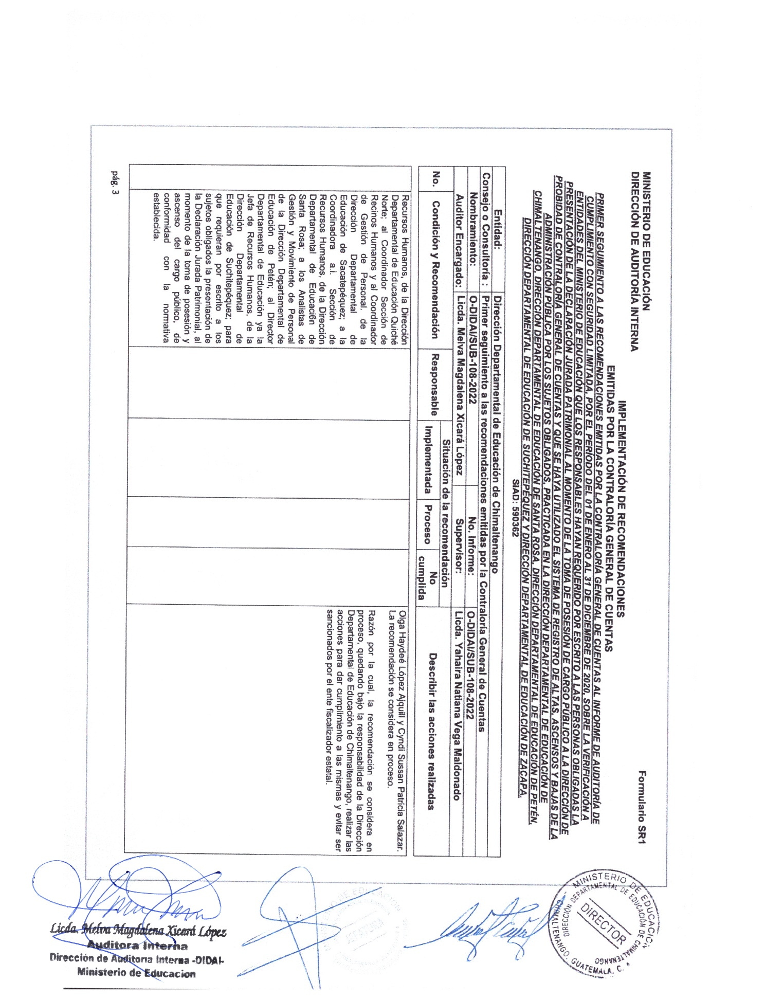 MINISTERIO DE EDUCACIÓN
DIRECCIÓN DE AUDITORÍA INTERNA
Formulario SR1
IMPLEMENTACIÓN DE RECOMENDACIONES
EMITIDAS POR LA CONTRALORÍA GENERAL DE CUENTAS
PRIMER SEGUIMIENTO A LAS RECOMENDACIONES EMITIDAS POR LA CONTRALORÍA GENERAL DE CUENTAS AL INFORME DE AUDITORÍA DE
CUMPLIMIENTO CON SEGURIDAD LIMITADA, POR EL PERÍODO DEL 01 DE ENERO AL 31 DE DICIEMBRE DE 2020, SOBRE LA VERIFICACIÓN A
ENTIDADES DEL MINISTERIO DE EDUCACIÓN QUE LOS RESPONSABLES HAYAN REQUERIDO POR ESCRITO A LAS PERSONAS OBLIGADAS LA
PRESENTACIÓN DE LA DECLARACIÓN JURADA PATRIMONIAL AL MOMENTO DE LA TOMA DE POSESIÓN DE CARGO PÚBLICO A LA DIRECCIÓN DE
PROBIDAD DE CONTRALORÍA GENERAL DE CUENTAS Y QUE SE HAYA UTILIZADO EL SISTEMA DE REGISTRO DE ALTAS, ASCENSOS Y BAJAS DE LA
ADMINISTRACIÓN PÚBLICA POR LOS SUJETOS OBLIGADOS, PRACTICADA EN LA DIRECCIÓN DEPARTAMENTAL DE EDUCACIÓN DE
CHIMALTENANGO, DIRECCIÓN DEPARTAMENTAL DE EDUCACIÓN DE SANTA ROSA, DIRECCIÓN DEPARTAMENTAL DE EDUCACIÓN DE PETÉN,
DIRECCIÓN DEPARTAMENTAL DE EDUCACIÓN DE SUCHITEPÉQUEZ Y DIRECCIÓN DEPARTAMENTAL DE EDUCACIÓN DE ZACAPA.
SIAD: 590362
Entidad: Dirección Departamental de Educación de Chimaltenango
Consejo o Consultoría : Primer seguimiento a las recomendaciones emitidas por la Contraloría General de Cuentas
Nombramiento: O-DIDAI/SUB-108-2022 No. Informe: O-DIDAI/SUB-108-2022
Auditor Encargado: Licda. Melva Magdalena Xicará López Supervisor: Licda. Yahaira Natiana Vega Maldonado
No. Condición y Recomendación Responsable Situación de la recomendación Describir las acciones realizadas
Implementada Proceso No cumplida
Recursos Humanos, de la Dirección
Departamental de Educación Quiché
Norte; al Coordinador Sección de
Recinos Humanos y al Coordinador
de Gestión de Personal. de la
Dirección Departamental de
Educación de Sacatepéquez; a la
Coordinadora a.i. Sección de
Recursos Humanos, de la Dirección
Departamental de Educaci6n de
Santa Rosa; a los Analistas de
Gestión y Movimiento de Personal
de la Dirección Departamental de
Educación de Petén; al Director
Departamental de Educación ya la
Jefa de Recursos Humanos, de la
Dirección Departamental de
Educación de Suchitepéquez; para
que requieran por escrito a los
sujetos obligados la presentación de
la Declaración Jurada Patrimonial, al
momento de la toma de posesión y
ascenso del cargo público, de
conformidad con la normativa
establecida.
Olga Haydeé López Ajquill y Cyndi Sussan Patricia Salazar.
La recomendación se considera en proceso.
Razón por la cual, la recomendación se considera en
proceso, quedando bajo la responsabilidad de la Dirección
Departamental de Educación de Chimaltenango, realizar las
acciones para dar cumplimiento a las mismas y evitar ser
sancionados por el ente fiscalizador estatal.
pág. 3
Licda. Melva Magdalena Xicará López
Auditora Interna
Dirección de Auditoria Interna -DIDAI-
Ministerio de Educacion
JEFATURA
MINISTERIO DE EDUCACIÓN
DIRECCIÓN DEPARTAMENTAL DE EDUCACIÓN DE CHIMALTENANGO
DIRECTOR
CHIMALTENANGO, GUATEMALA, C. A